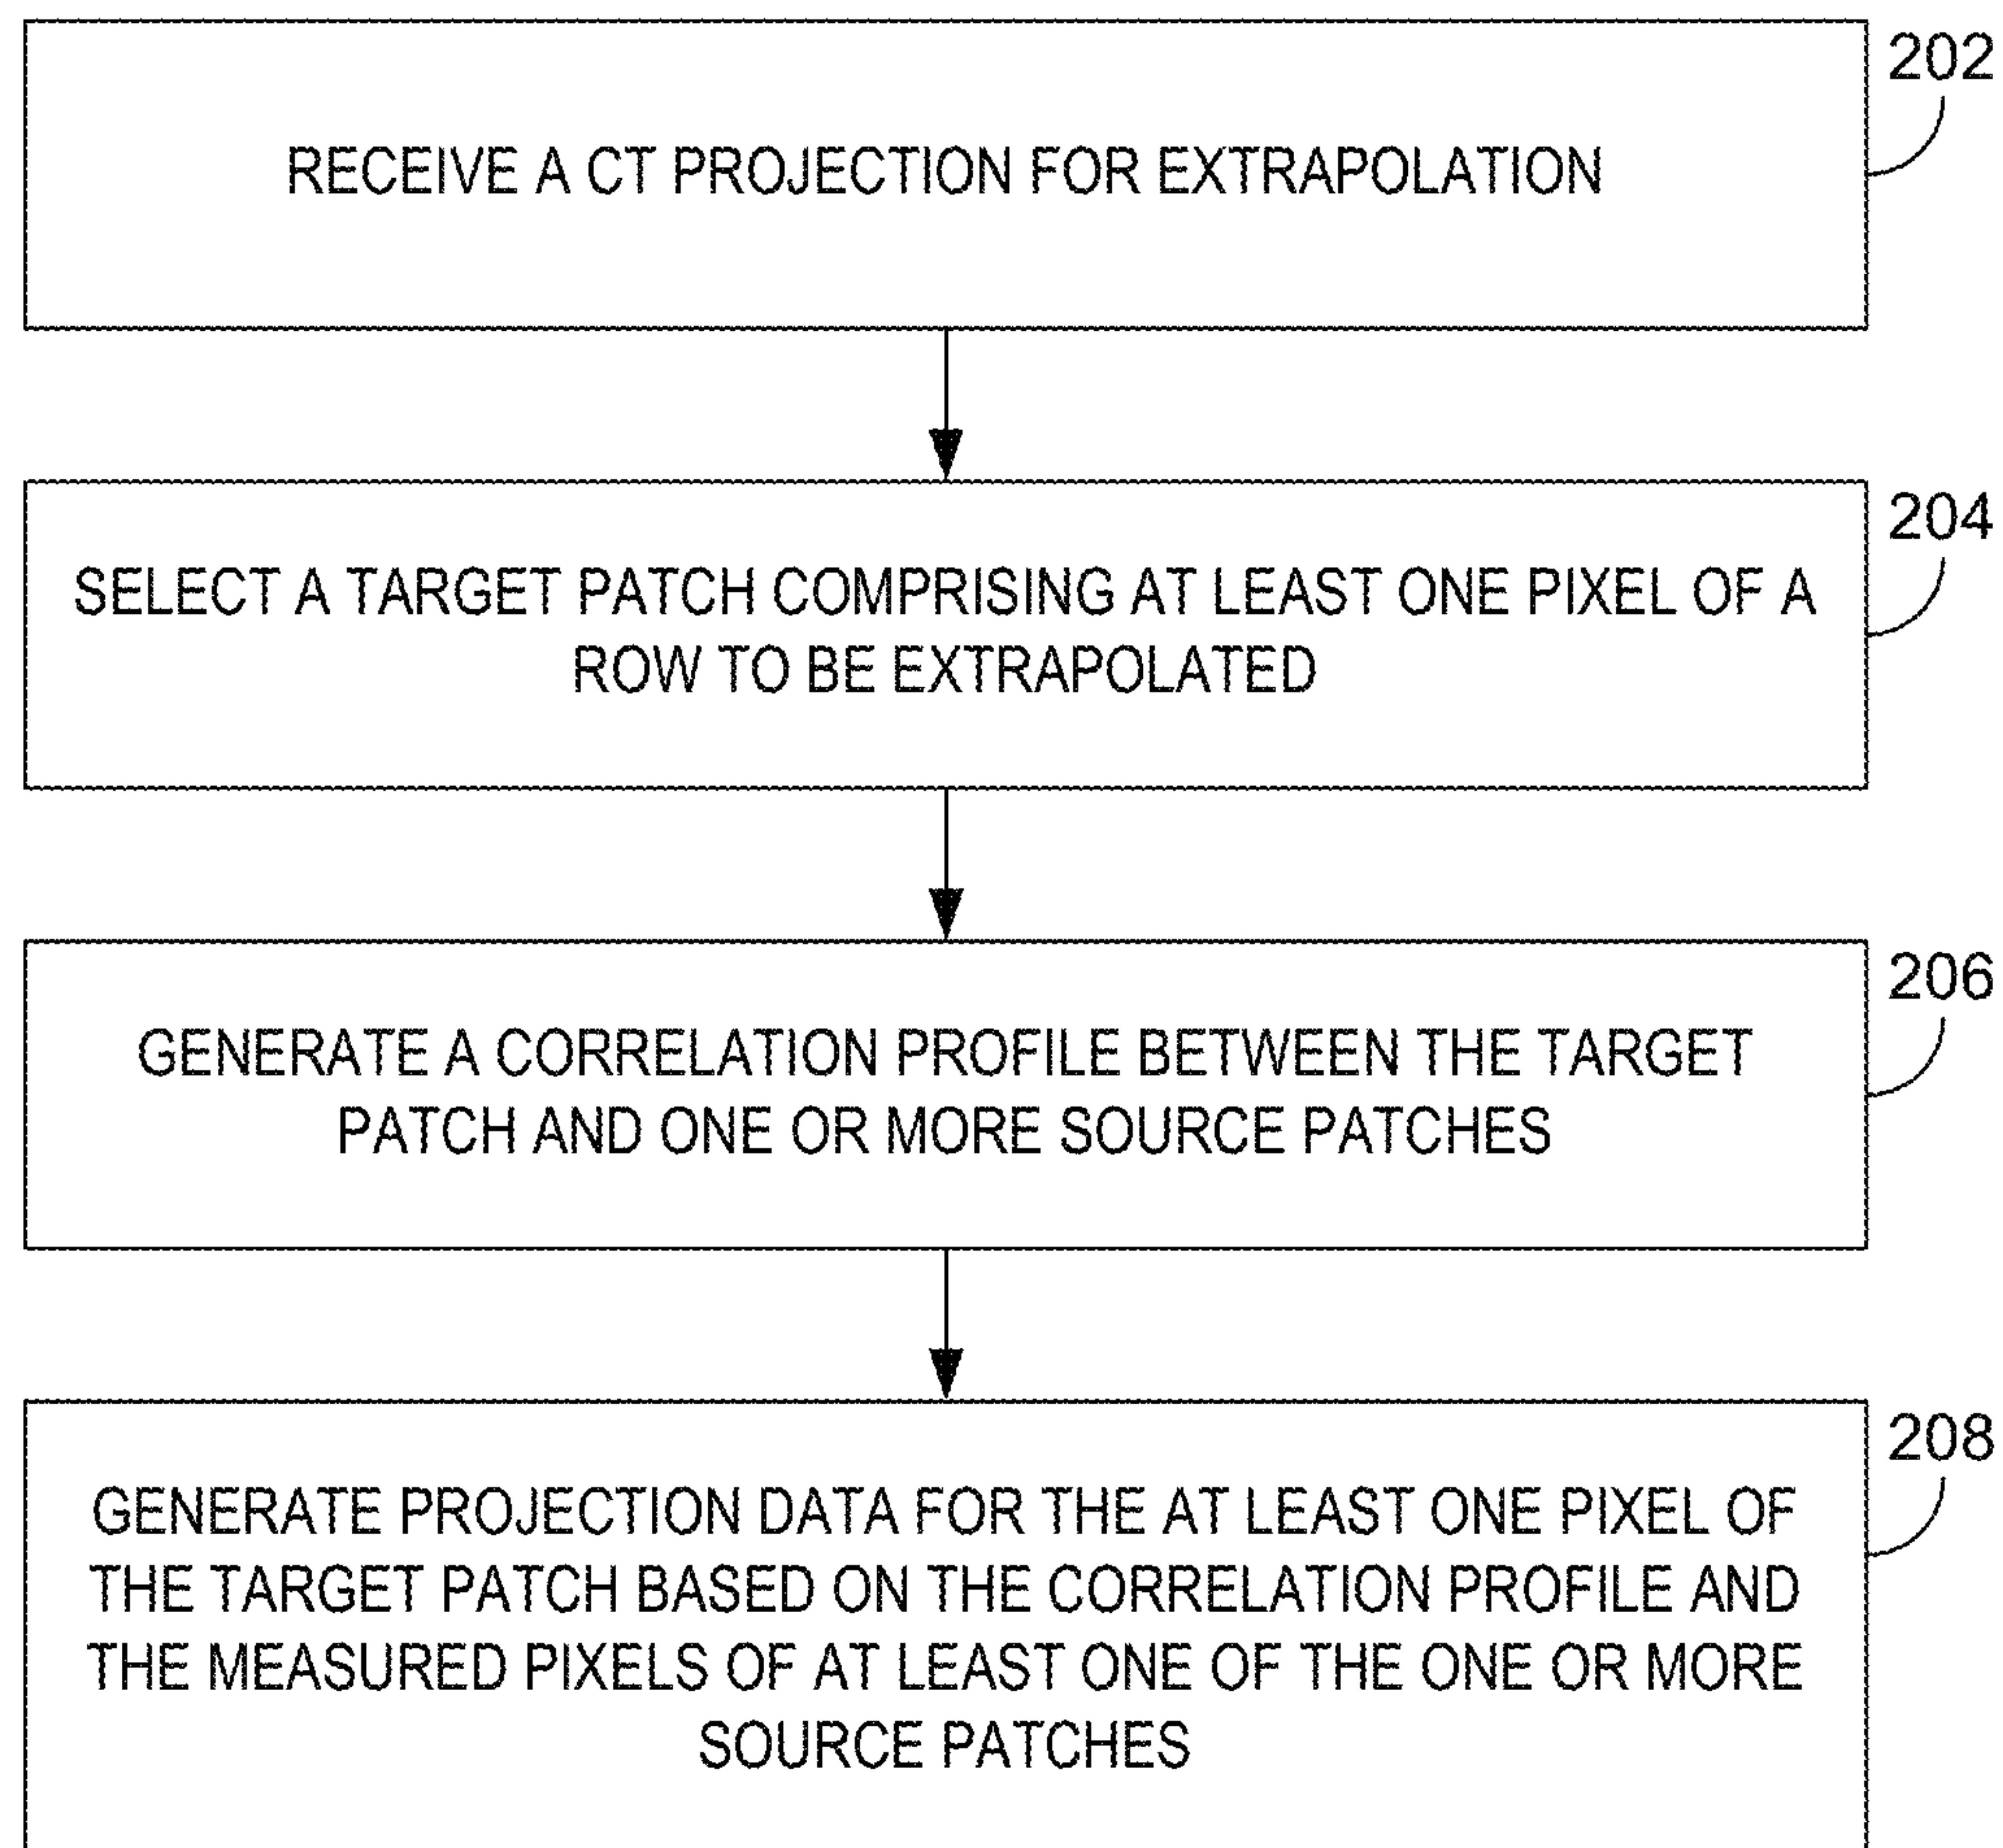 202
RECEIVE A CT PROJECTION FOR EXTRAPOLATION
204
SELECT A TARGET PATCH COMPRISING AT LEAST ONE PIXEL OF A
ROW TO BE EXTRAPOLATED
206
GENERATE A CORRELATION PROFILE BETWEEN THE TARGET
PATCH AND ONE OR MORE SOURCE PATCHES
208
GENERATE PROJECTION DATA FOR THE AT LEAST ONE PIXEL OF
THE TARGET PATCH BASED ON THE CORRELATION PROFILE AND
THE MEASURED PIXELS OF AT LEAST ONE OF THE ONE OR MORE
SOURCE PATCHES